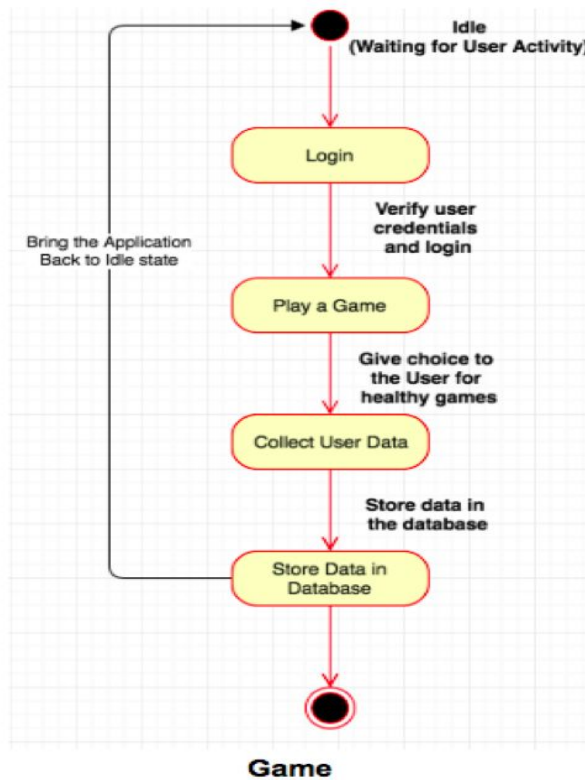 Idle
(Waiting for User Activity)
Login
Verify user
credentials
and login
Bring the Application
Back to Idle state
Play a Game
Give choice to
the User for
healthy games
Collect User Data
Store data in
the database
Store Data in
Database
Game